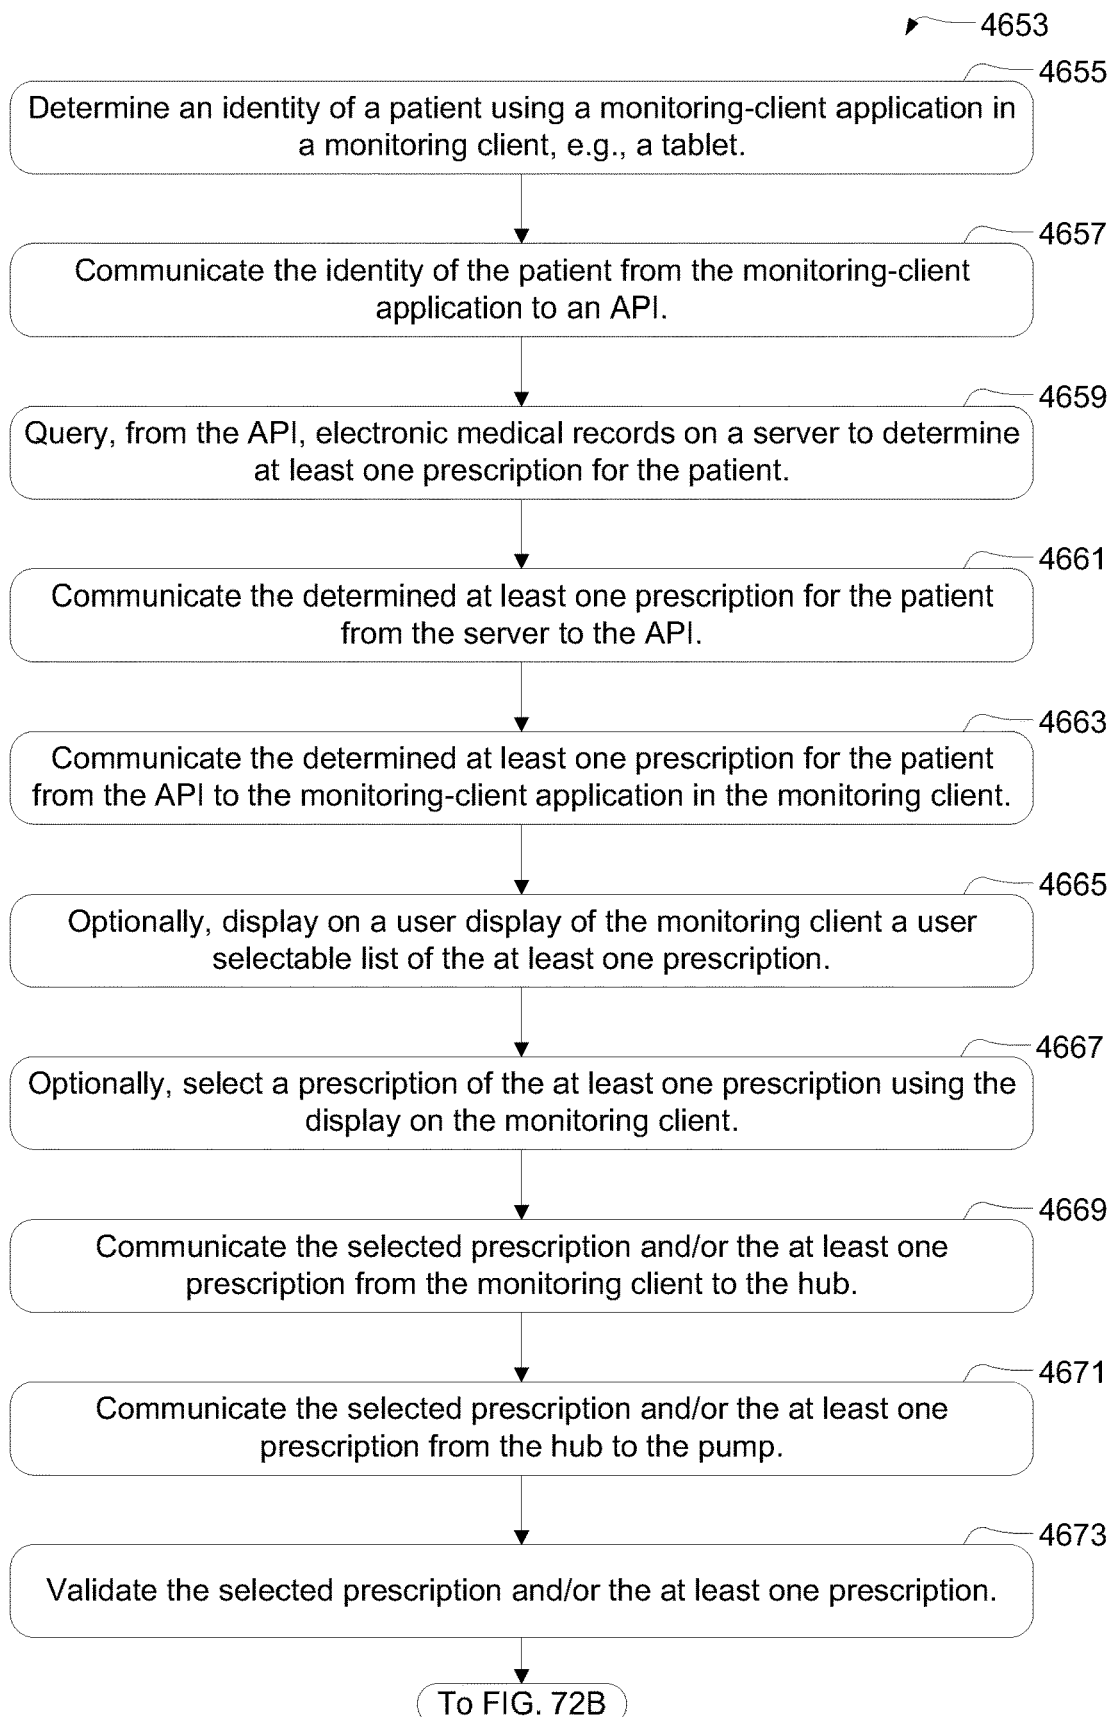 4653
4655
Determine an identity of a patient using a monitoring-client application in
a monitoring client, e.g., a tablet.
4657
Communicate the identity of the patient from the monitoring-client
application to an API.
4659
Query, from the API, electronic medical records on a server to determine
at least one prescription for the patient.
4661
Communicate the determined at least one prescription for the patient
from the server to the API.
4663
Communicate the determined at least one prescription for the patient
from the API to the monitoring-client application in the monitoring client.
4665
Optionally, display on a user display of the monitoring client a user
selectable list of the at least one prescription.
4667
Optionally, select a prescription of the at least one prescription using the
display on the monitoring client.
4669
Communicate the selected prescription and/or the at least one
prescription from the monitoring client to the hub.
4671
Communicate the selected prescription and/or the at least one
prescription from the hub to the pump.
4673
Validate the selected prescription and/or the at least one prescription.
To FIG. 72B